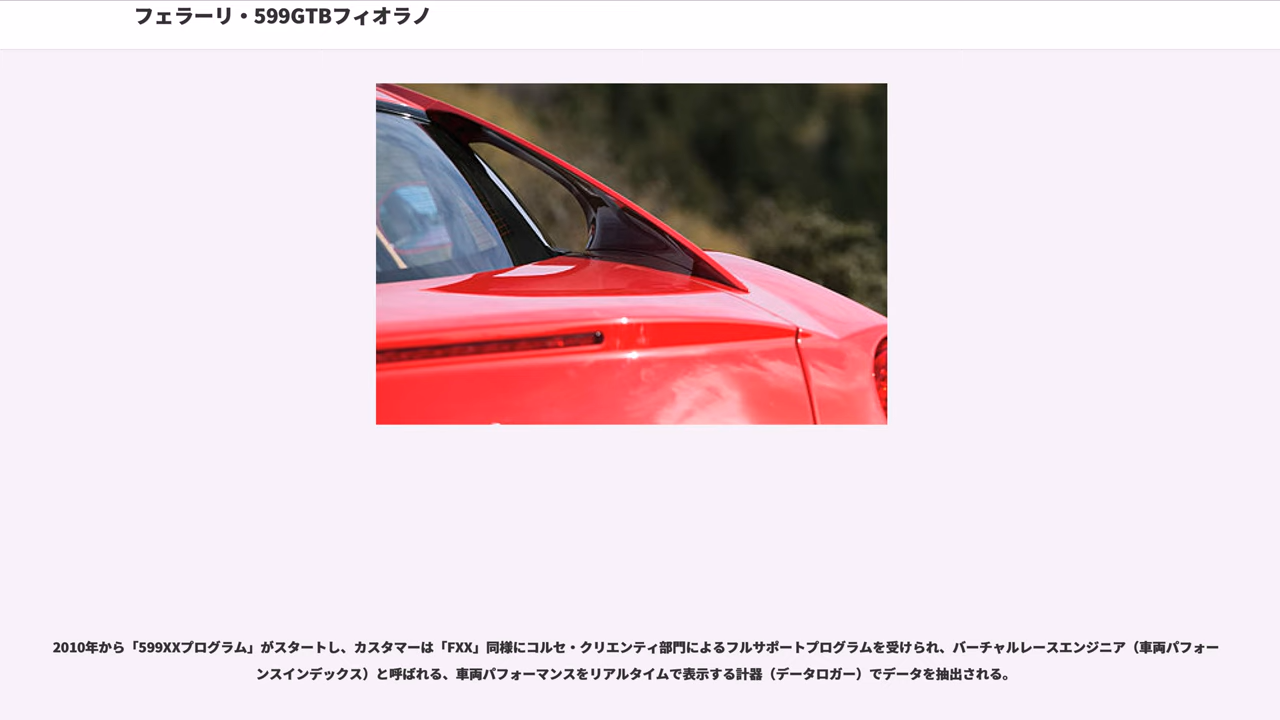 フェラーリ・599GTBフィオラノ
2010年から「599XXプログラム」がスタートし、カスタマーは「FXX」同様にコルセ・クリエンティ部門によるフルサポートプログラムを受けられ、バーチャルレースエンジニア（車両パフォー
ンスインデックス）と呼ばれる、車両パフォーマンスをリアルタイムで表示する計器（データロガー）でデータを抽出される。